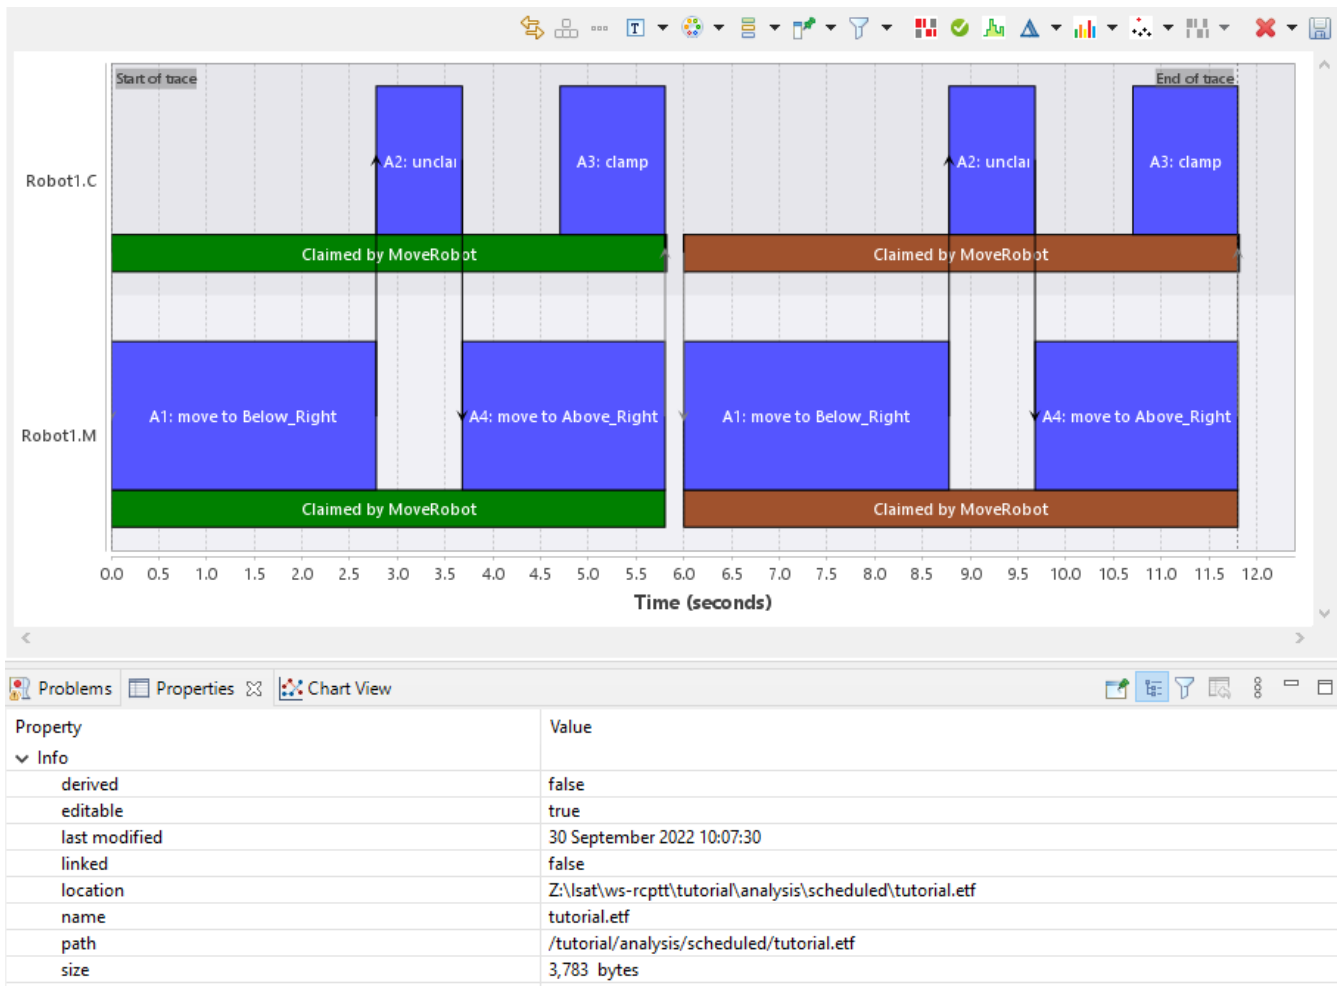 Start of trace
End of trace
Robot1.C
A2: unclai
A3: clamp
A2: unclai
A3: clamp
Claimed by MoveRobot
Claimed by MoveRobot
Robot1.M
A1: move to Below_Right
A4: move to Above_Right
A1: move to Below_Right
A4: move to Above_Right
Claimed by MoveRobot
Claimed by MoveRobot
0.0 0.5 1.0 1.5 2.0 2.5 3.0 3.5 4.0 4.5 5.0 5.5 6.0 6.5 7.0 7.5 8.0 8.5 9.0 9.5 10.0 10.5 11.0 11.5 12.0
Time (seconds)
Problems Properties Chart View
Property Value
Info
derived false
editable true
last modified 30 September 2022 10:07:30
linked false
location Z:\lsat\ws-rcptt\tutorial\analysis\scheduled\tutorial.etf
name tutorial.etf
path /tutorial/analysis/scheduled/tutorial.etf
size 3,783 bytes